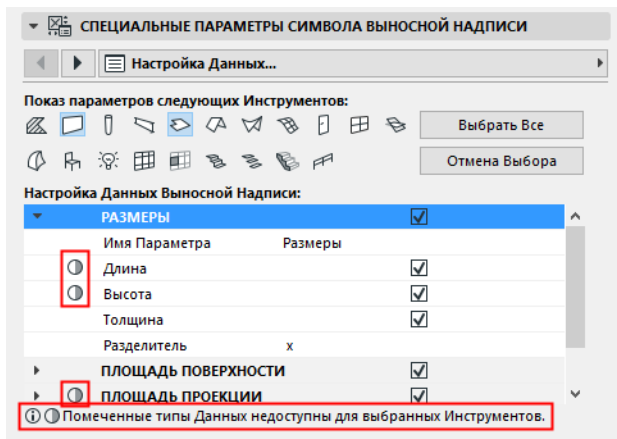 СПЕЦИАЛЬНЫЕ ПАРАМЕТРЫ СИМВОЛА ВЫНОСНОЙ НАДПИСИ
Настройка Данных...
Показ параметров следующих Инструментов:
Выбрать Все
Отмена Выбора
Настройка Данных Выносной Надписи:
РАЗМЕРЫ
Имя Параметра Размеры
Длина
Высота
Толщина
Разделитель x
ПЛОЩАДЬ ПОВЕРХНОСТИ
ПЛОЩАДЬ ПРОЕКЦИИ
Помеченные типы Данных недоступны для выбранных Инструментов.